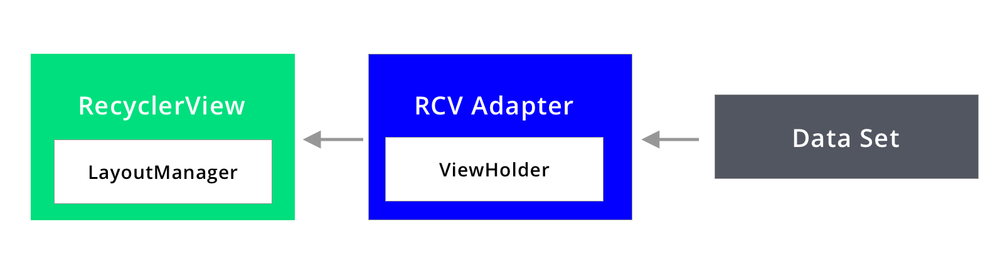 RecyclerView
LayoutManager
RCV Adapter
ViewHolder
Data Set